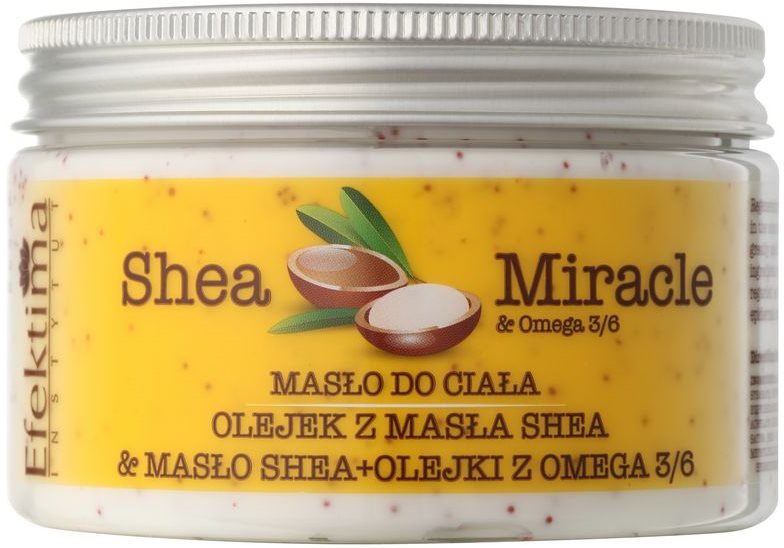 Efektima
INSTYTUT
Shea Miracle
& Omega 3/6
MASŁO DO CIAŁA
OLEJEK Z MASŁA SHEA
& MASŁO SHEA+OLEJKI Z OMEGA 3/6